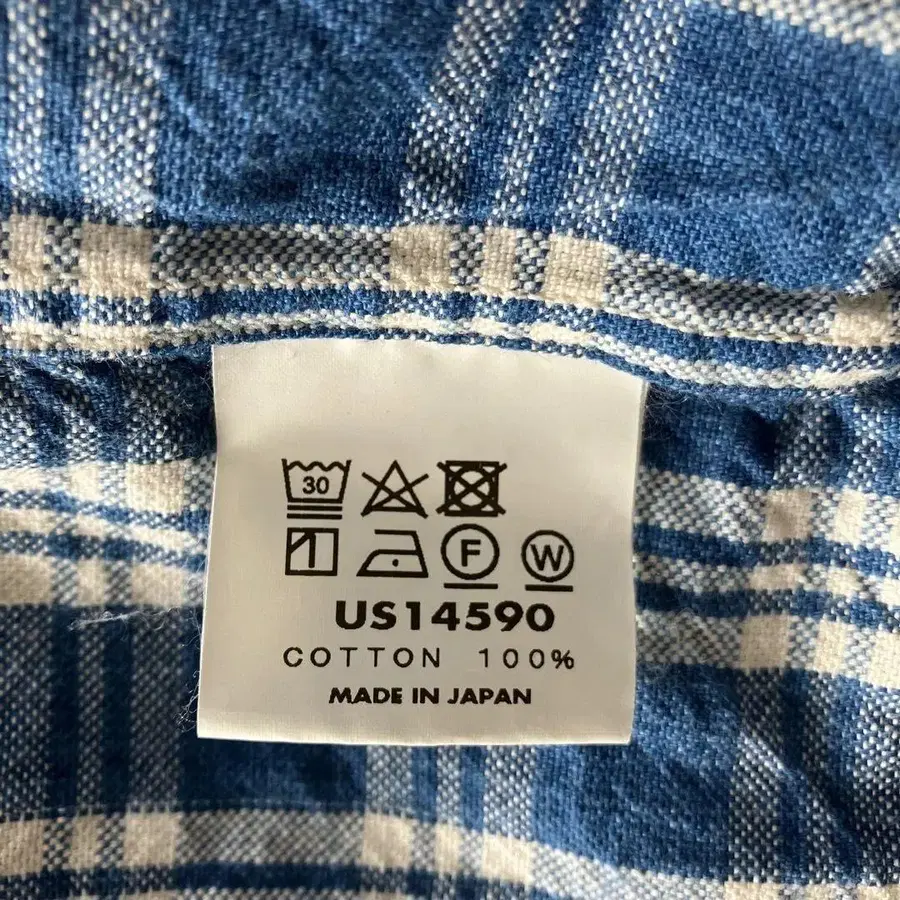 30
F W
US14590
COTTON 100%
MADE IN JAPAN